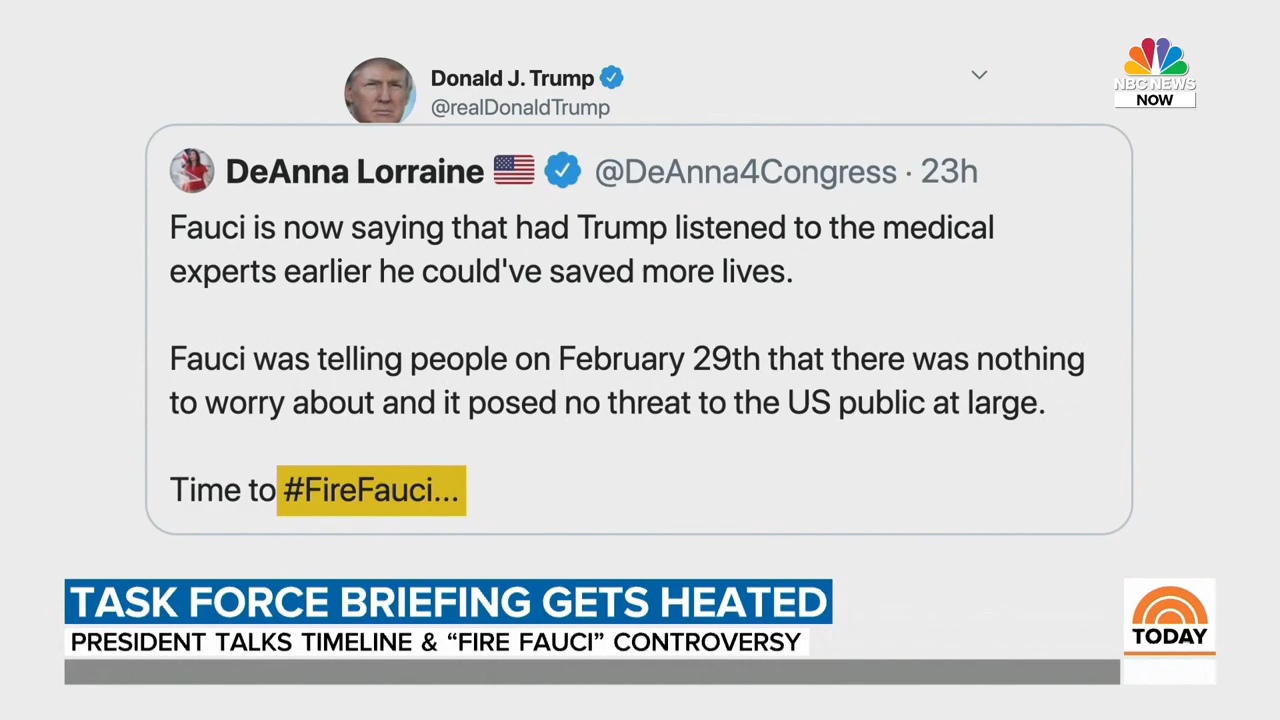 Donald J. Trump
@realDonaldTrump
NBC NEWS
NOW
DeAnna Lorraine 🇺🇸 @DeAnna4Congress · 23h
Fauci is now saying that had Trump listened to the medical
experts earlier he could've saved more lives.
Fauci was telling people on February 29th that there was nothing
to worry about and it posed no threat to the US public at large.
Time to #FireFauci...
TASK FORCE BRIEFING GETS HEATED
PRESIDENT TALKS TIMELINE & “FIRE FAUCI” CONTROVERSY
TODAY